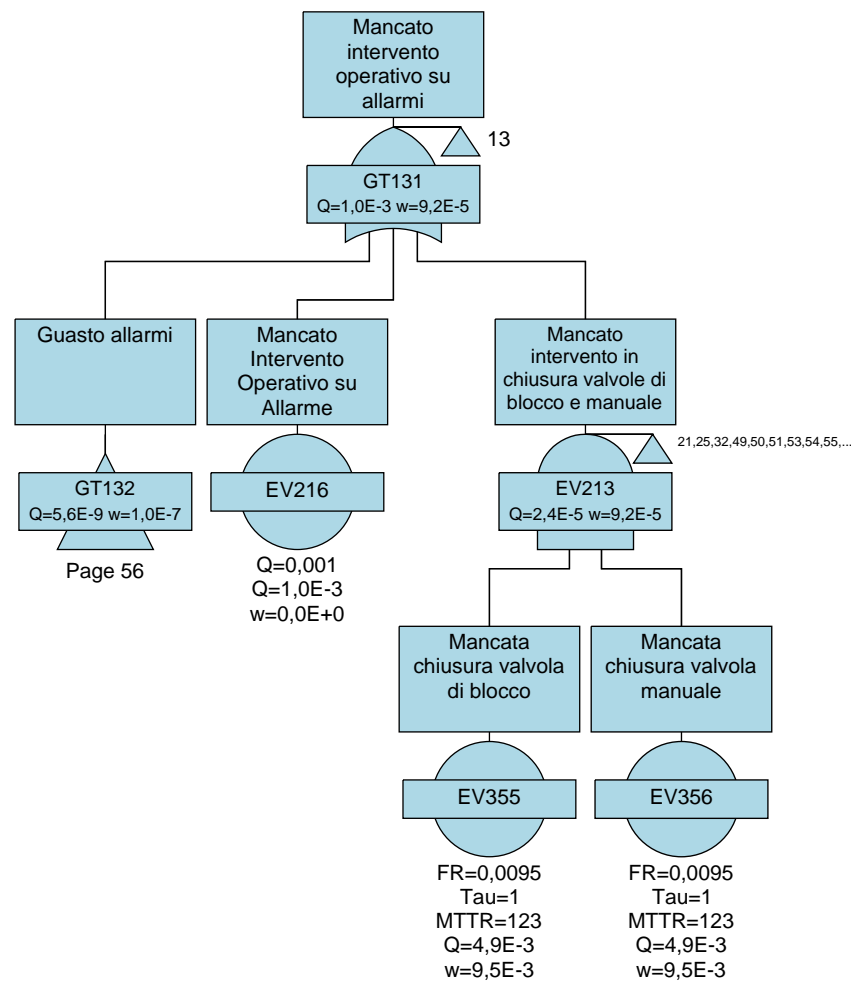 Mancato
intervento
operativo su
allarmi
13
GT131
Q=1,0E-3 w=9,2E-5
Guasto allarmi
GT132
Q=5,6E-9 w=1,0E-7
Page 56
Mancato
Intervento
Operativo su
Allarme
EV216
Q=0,001
Q=1,0E-3
w=0,0E+0
Mancato
intervento in
chiusura valvole di
blocco e manuale
21,25,32,49,50,51,53,54,55,...
EV213
Q=2,4E-5 w=9,2E-5
Mancata
chiusura valvola
di blocco
EV355
FR=0,0095
Tau=1
MTTR=123
Q=4,9E-3
w=9,5E-3
Mancata
chiusura valvola
manuale
EV356
FR=0,0095
Tau=1
MTTR=123
Q=4,9E-3
w=9,5E-3